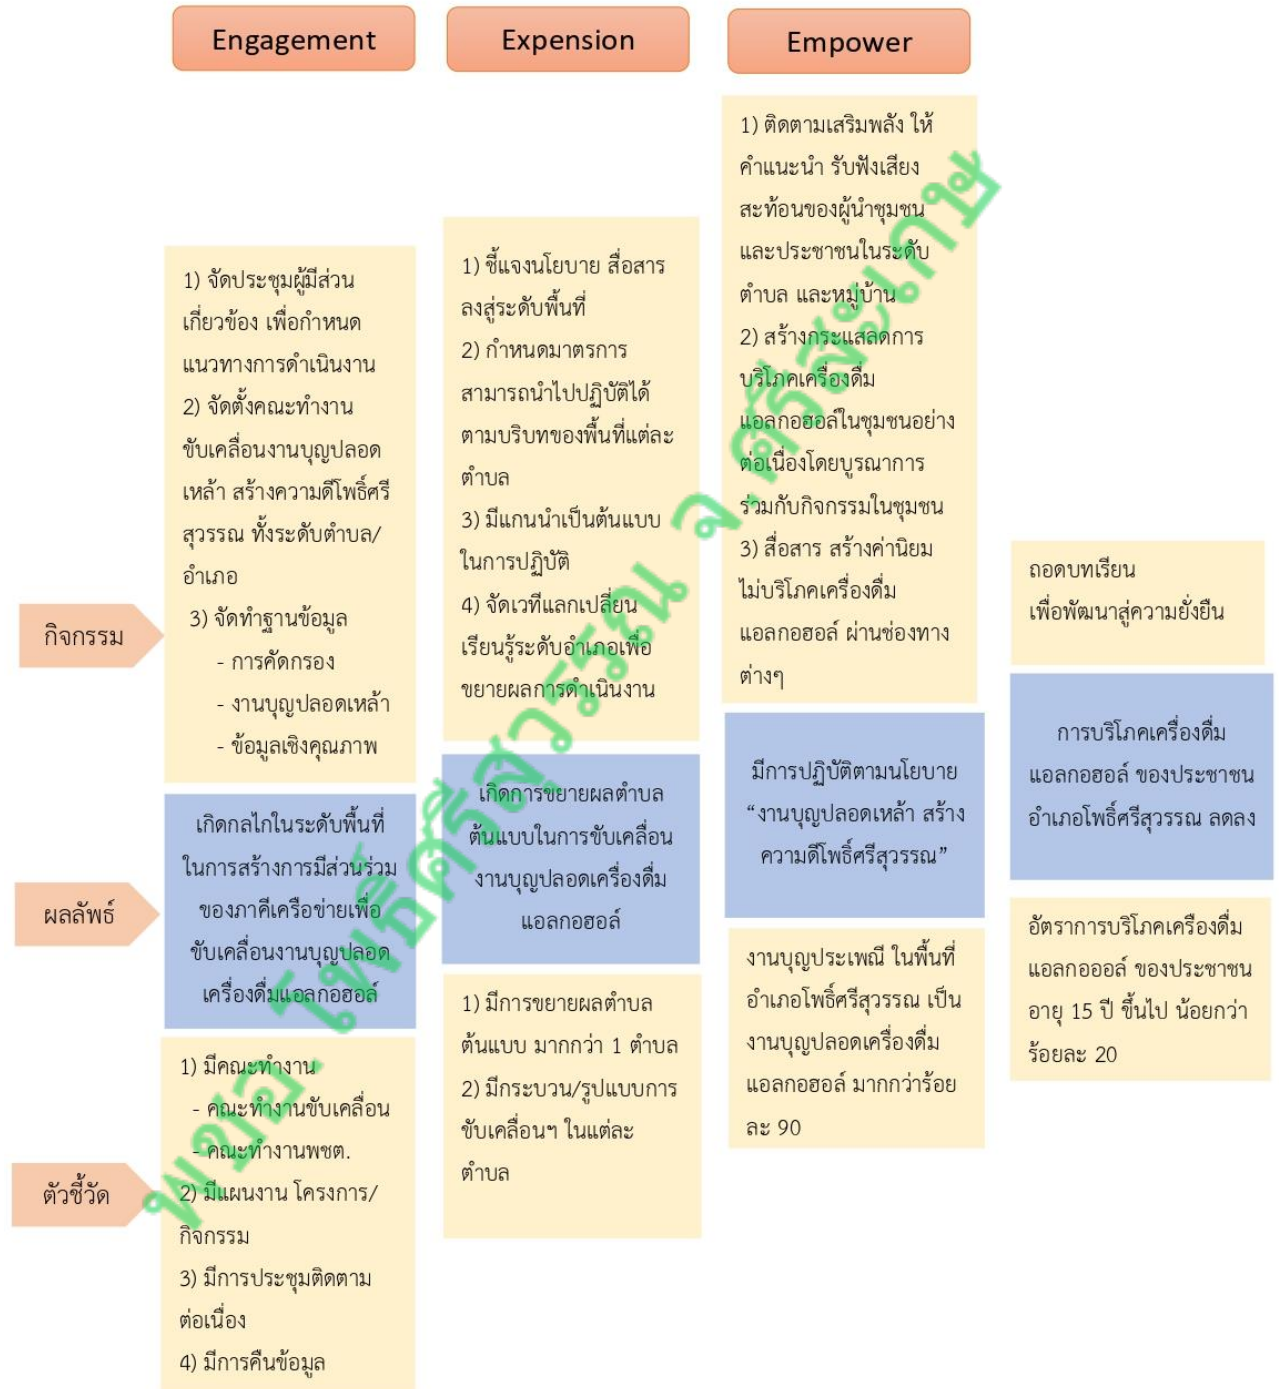 Engagement
Expension
Empower
กิจกรรม
1) จัดประชุมผู้มีส่วน
เกี่ยวข้อง เพื่อกำหนด
แนวทางการดำเนินงาน
2) จัดตั้งคณะทำงาน
ขับเคลื่อนงานบุญปลอด
เหล้า สร้างความดีโพธิ์ศรี
สุวรรณ ทั้งระดับตำบล/
อำเภอ
3) จัดทำฐานข้อมูล
- การคัดกรอง
- งานบุญปลอดเหล้า
- ข้อมูลเชิงคุณภาพ
1) ชี้แจงนโยบาย สื่อสาร
ลงสู่ระดับพื้นที่
2) กำหนดมาตรการ
สามารถนำไปปฏิบัติได้
ตามบริบทของพื้นที่แต่ละ
ตำบล
3) มีแกนนำเป็นต้นแบบ
ในการปฏิบัติ
4) จัดเวทีแลกเปลี่ยน
เรียนรู้ระดับอำเภอเพื่อ
ขยายผลการดำเนินงาน
1) ติดตามเสริมพลัง ให้
คำแนะนำ รับฟังเสียง
สะท้อนของผู้นำชุมชน
และประชาชนในระดับ
ตำบล และหมู่บ้าน
2) สร้างกระแสลดการ
บริโภคเครื่องดื่ม
แอลกอฮอล์ในชุมชนอย่าง
ต่อเนื่องโดยบูรณาการ
ร่วมกับกิจกรรมในชุมชน
3) สื่อสาร สร้างค่านิยม
ไม่บริโภคเครื่องดื่ม
แอลกอฮอล์ ผ่านช่องทาง
ต่างๆ
ถอดบทเรียน
เพื่อพัฒนาสู่ความยั่งยืน
ผลลัพธ์
เกิดกลไกในระดับพื้นที่
ในการสร้างการมีส่วนร่วม
ของภาคีเครือข่ายเพื่อ
ขับเคลื่อนงานบุญปลอด
เครื่องดื่มแอลกอฮอล์
เกิดการขยายผลตำบล
ต้นแบบในการขับเคลื่อน
งานบุญปลอดเครื่องดื่ม
แอลกอฮอล์
มีการปฏิบัติตามนโยบาย
“งานบุญปลอดเหล้า สร้าง
ความดีโพธิ์ศรีสุวรรณ”
การบริโภคเครื่องดื่ม
แอลกอฮอล์ ของประชาชน
อำเภอโพธิ์ศรีสุวรรณ ลดลง
ตัวชี้วัด
1) มีคณะทำงาน
- คณะทำงานขับเคลื่อน
- คณะทำงานพชต.
2) มีแผนงาน โครงการ/
กิจกรรม
3) มีการประชุมติดตาม
ต่อเนื่อง
4) มีการคืนข้อมูล
1) มีการขยายผลตำบล
ต้นแบบ มากกว่า 1 ตำบล
2) มีกระบวน/รูปแบบการ
ขับเคลื่อนฯ ในแต่ละ
ตำบล
งานบุญประเพณี ในพื้นที่
อำเภอโพธิ์ศรีสุวรรณ เป็น
งานบุญปลอดเครื่องดื่ม
แอลกอฮอล์ มากกว่าร้อย
ละ 90
อัตราการบริโภคเครืองดื่ม
แอลกอออล์ ของประชาชน
อายุ 15 ปี ขึ้นไป น้อยกว่า
ร้อยละ 20
พชอ. โพธิ์ศรีสุวรรณ จ.ศรีสะเกษ